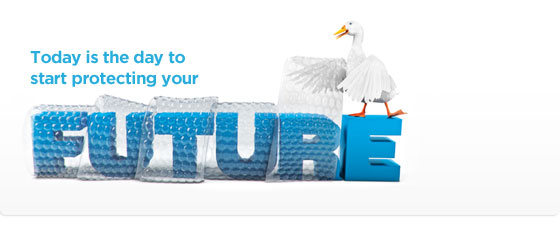 Today is the day to
start protecting your
FUTURE